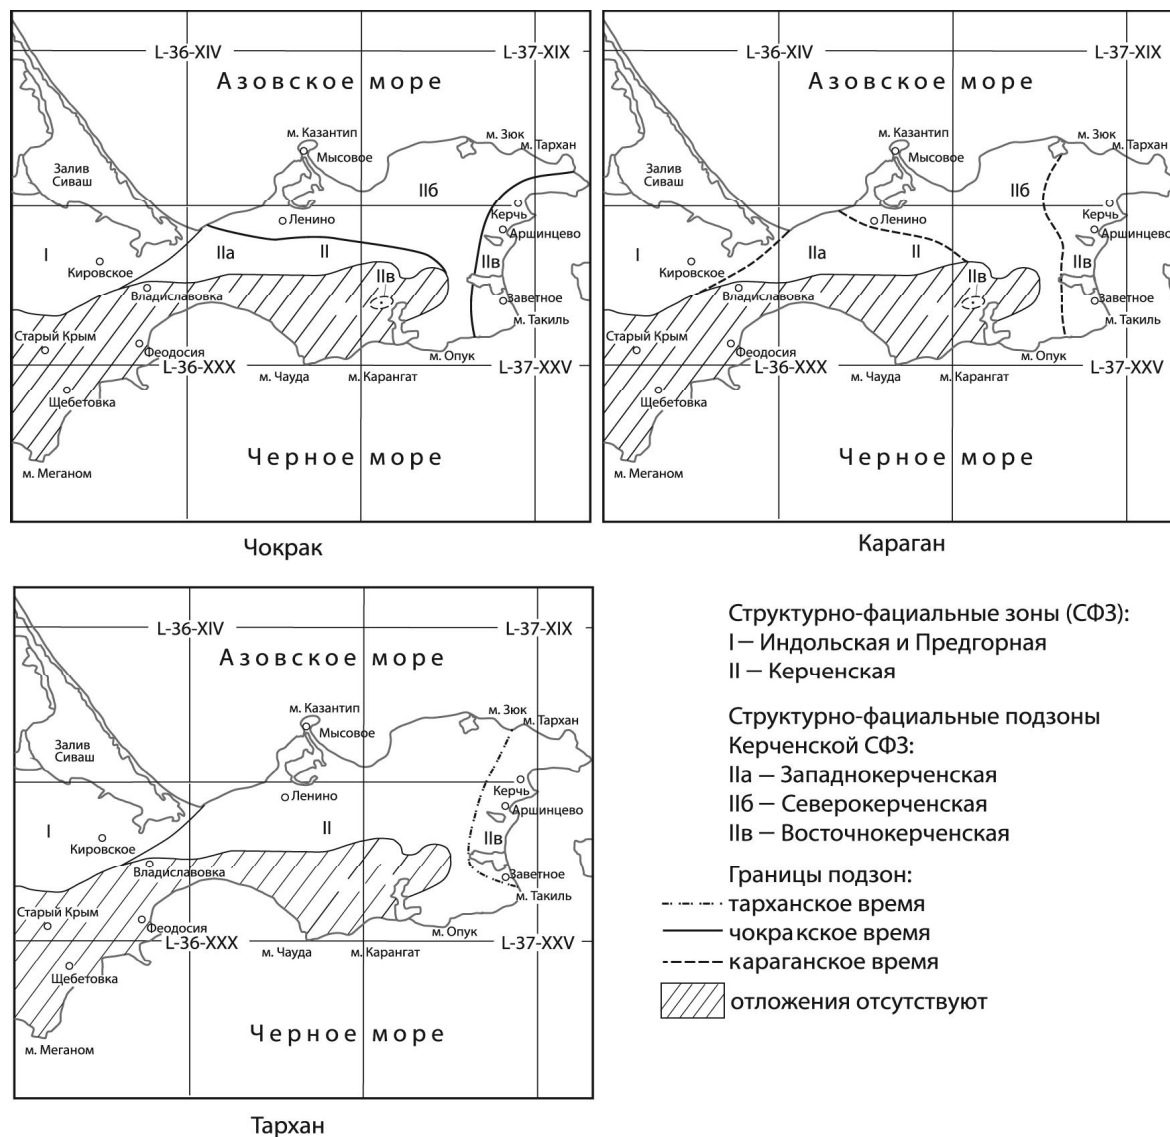 L-36-XIV
L-37-XIX
Азовское море
м. Казантип
Мысовое
м. Зюк
м. Тархан
Залив
Сиваш
IIб
Ленино
Керчь
Аршинцево
I
Кировское
IIа
II
IIв
IIв
Владиславовка
Заветное
м. Такиль
Старый Крым
Феодосия
м. Опук
L-36-XXX
м. Чауда
м. Карангат
L-37-XXV
Щебетовка
Черное море
м. Меганом
Чокрак
L-36-XIV
L-37-XIX
Азовское море
м. Казантип
Мысовое
м. Зюк
м. Тархан
Залив
Сиваш
IIб
Ленино
Керчь
Аршинцево
I
Кировское
IIа
II
IIв
IIв
Владиславовка
Заветное
м. Такиль
Старый Крым
Феодосия
м. Опук
L-36-XXX
м. Чауда
м. Карангат
L-37-XXV
Щебетовка
Черное море
м. Меганом
Караган
L-36-XIV
L-37-XIX
Азовское море
м. Казантип
Мысовое
м. Зюк
м. Тархан
Залив
Сиваш
Ленино
Керчь
Аршинцево
I
Кировское
II
IIв
Владиславовка
Заветное
м. Такиль
Старый Крым
Феодосия
м. Опук
L-36-XXX
м. Чауда
м. Карангат
L-37-XXV
Щебетовка
Черное море
м. Меганом
Тархан
Структурно-фациальные зоны (СФЗ):
I – Индольская и Предгорная
II – Керченская
Структурно-фациальные подзоны
Керченской СФЗ:
IIа – Западнокерченская
IIб – Северокерченская
IIв – Восточнокерченская
Границы подзон:
тарханское время
чокракское время
караганское время
отложения отсутствуют